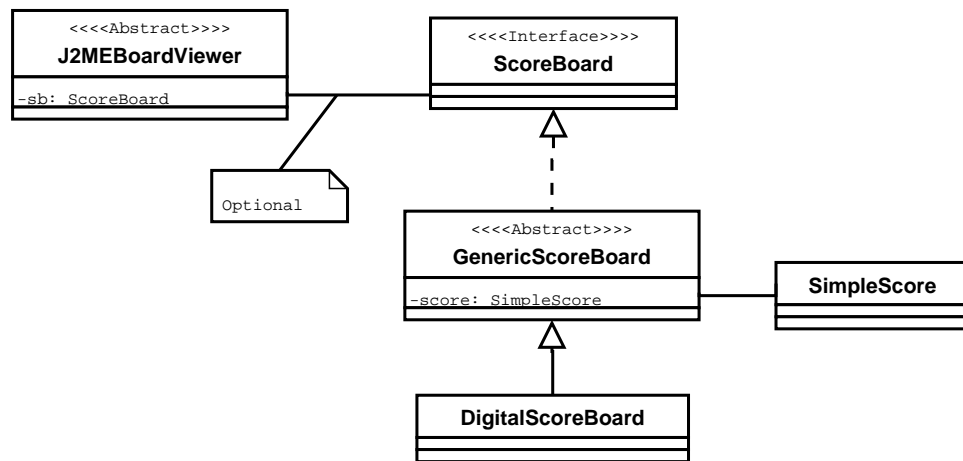 <<<<Abstract>>>>
J2MEBoardViewer
-sb: ScoreBoard
<<<<Interface>>>>
ScoreBoard
Optional
<<<<Abstract>>>>
GenericScoreBoard
-score: SimpleScore
SimpleScore
DigitalScoreBoard